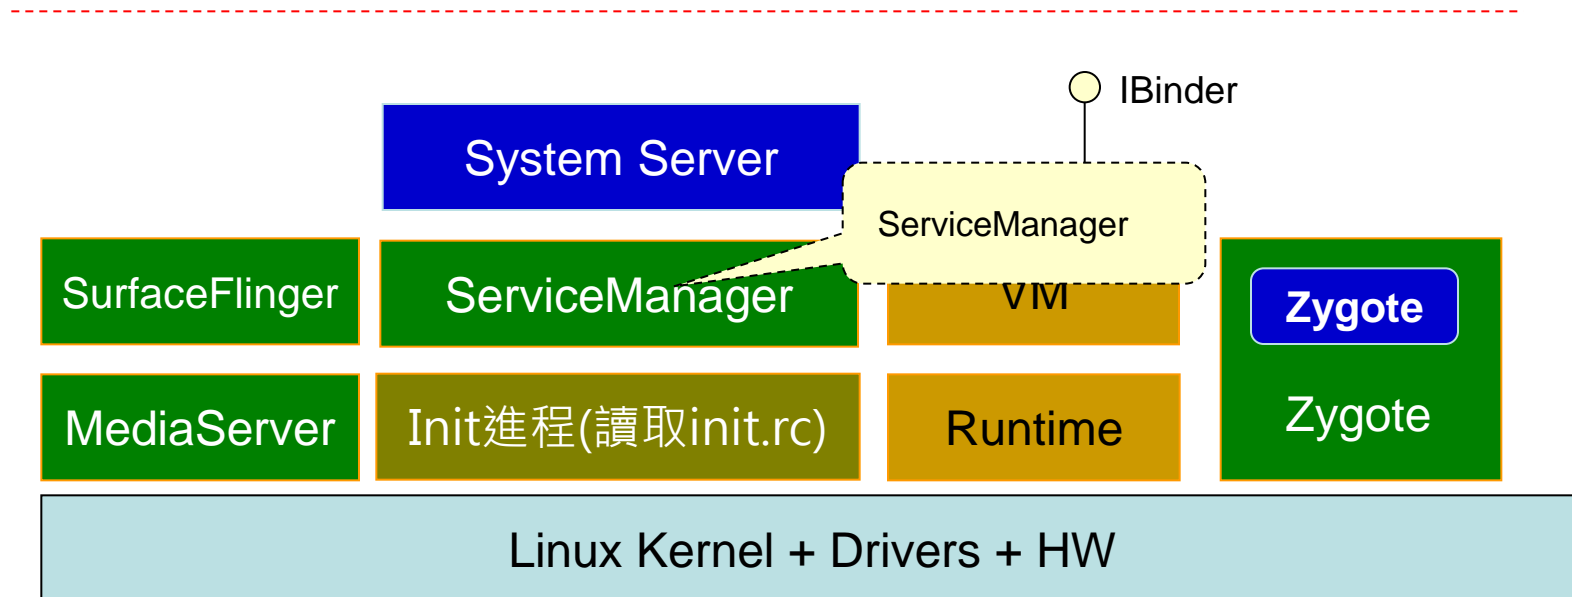 IBinder
System Server
ServiceManager
SurfaceFlinger
ServiceManager
VM
Zygote
MediaServer
Init進程(讀取init.rc)
Runtime
Zygote
Linux Kernel + Drivers + HW